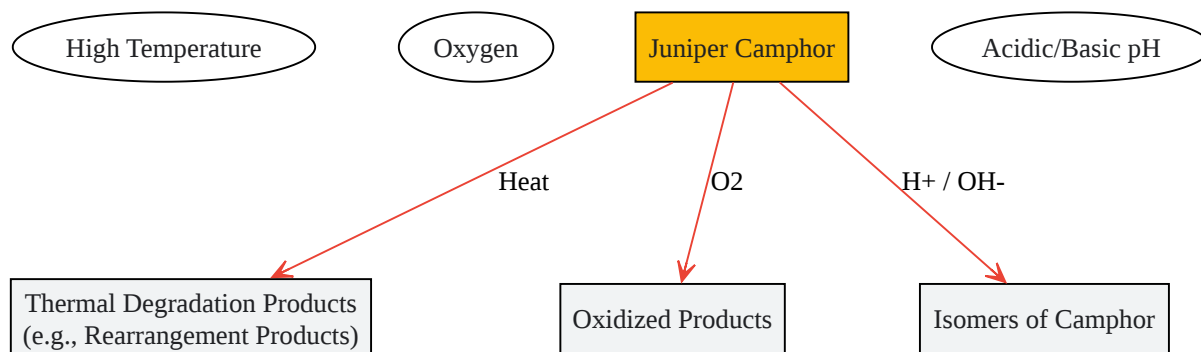 High Temperature
Oxygen
Juniper Camphor
Acidic/Basic pH
Heat
O2
H+ / OH-
Thermal Degradation Products
(e.g., Rearrangement Products)
Oxidized Products
Isomers of Camphor